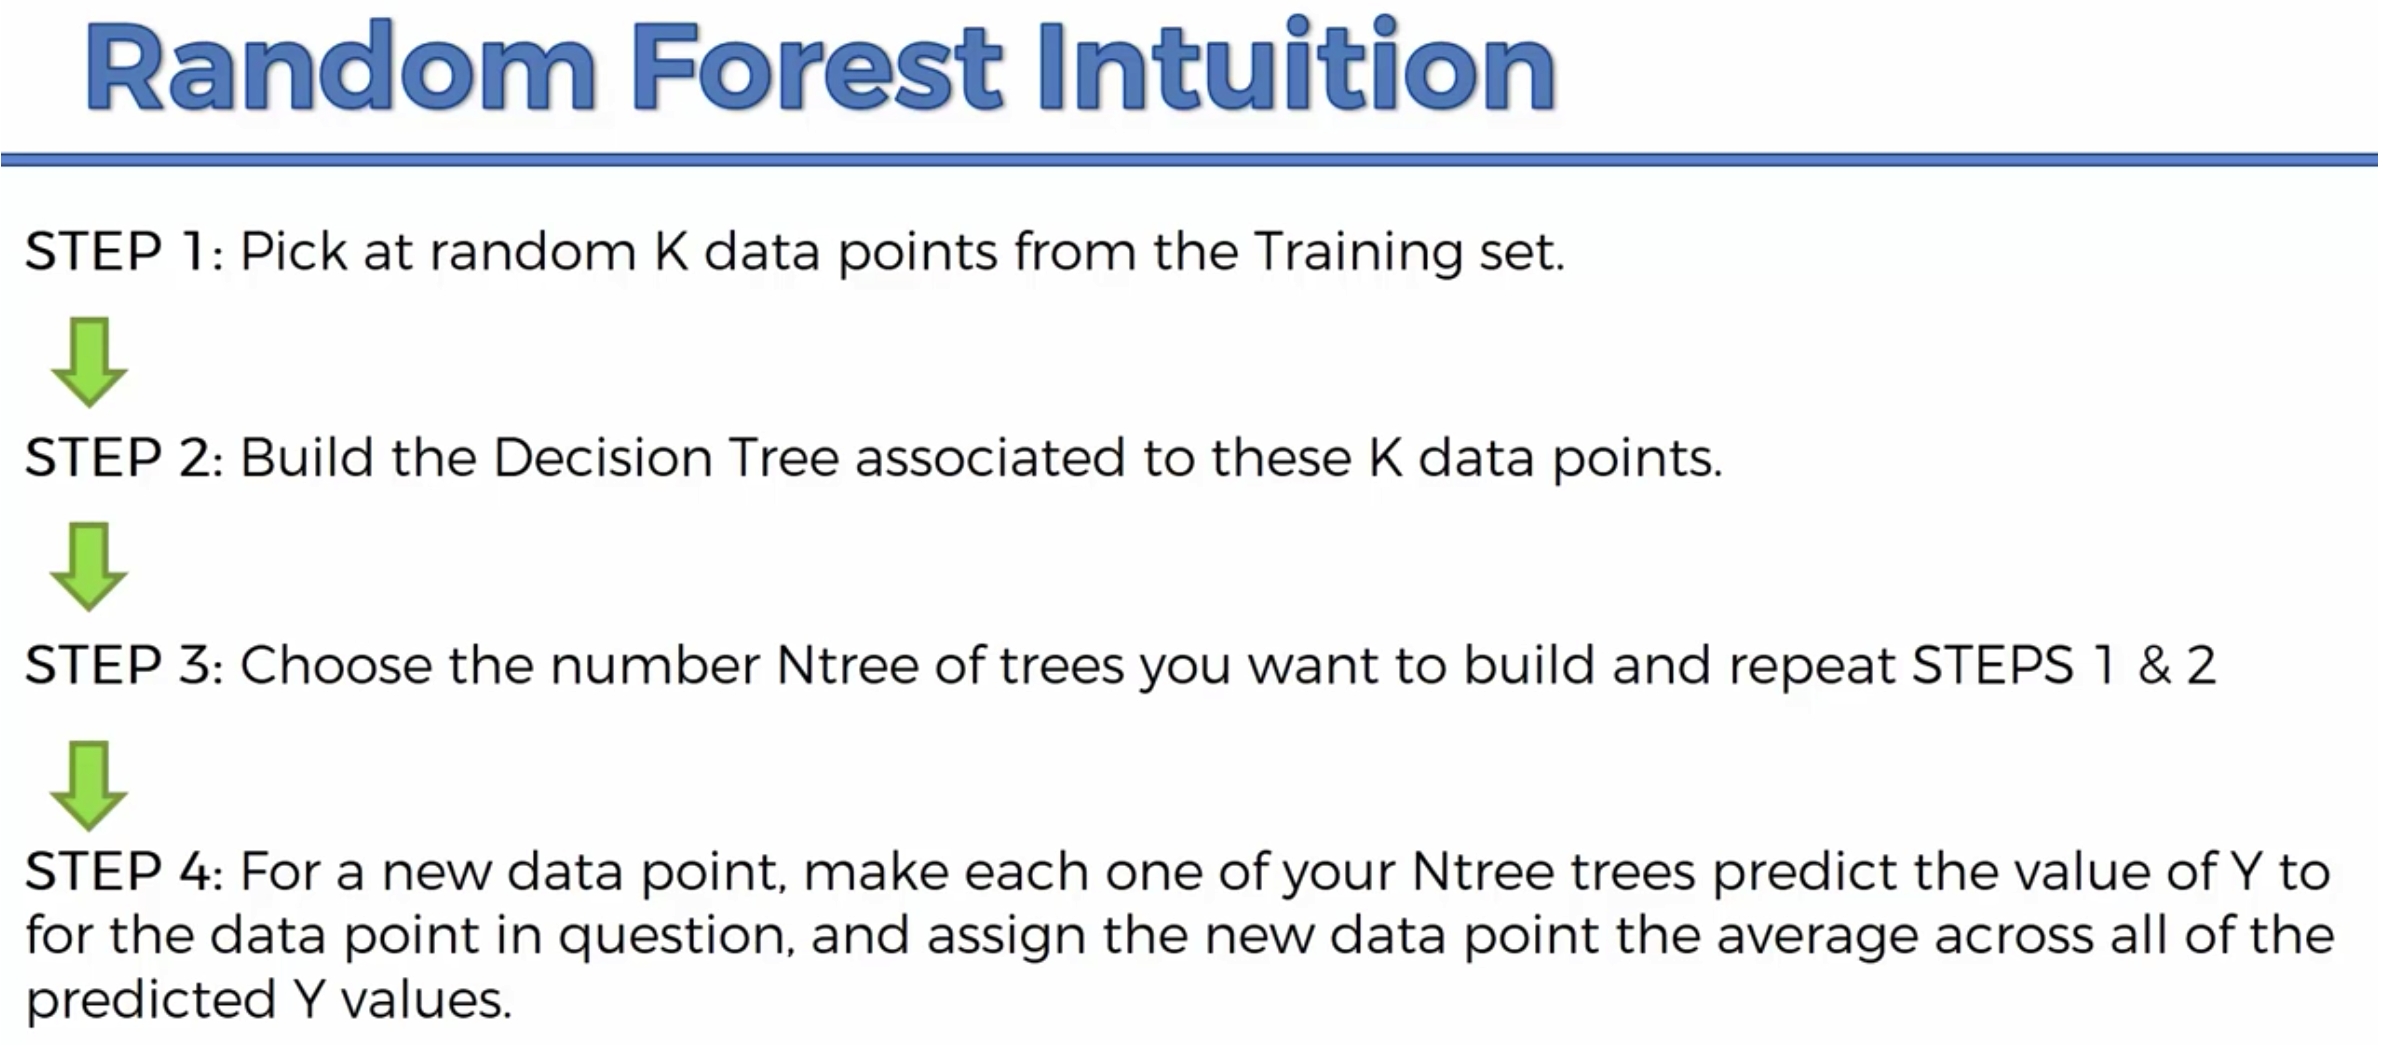 Random Forest Intuition
STEP 1: Pick at random K data points from the Training set.
STEP 2: Build the Decision Tree associated to these K data points.
STEP 3: Choose the number Ntree of trees you want to build and repeat STEPS 1 & 2
STEP 4: For a new data point, make each one of your Ntree trees predict the value of Y to
for the data point in question, and assign the new data point the average across all of the
predicted Y values.